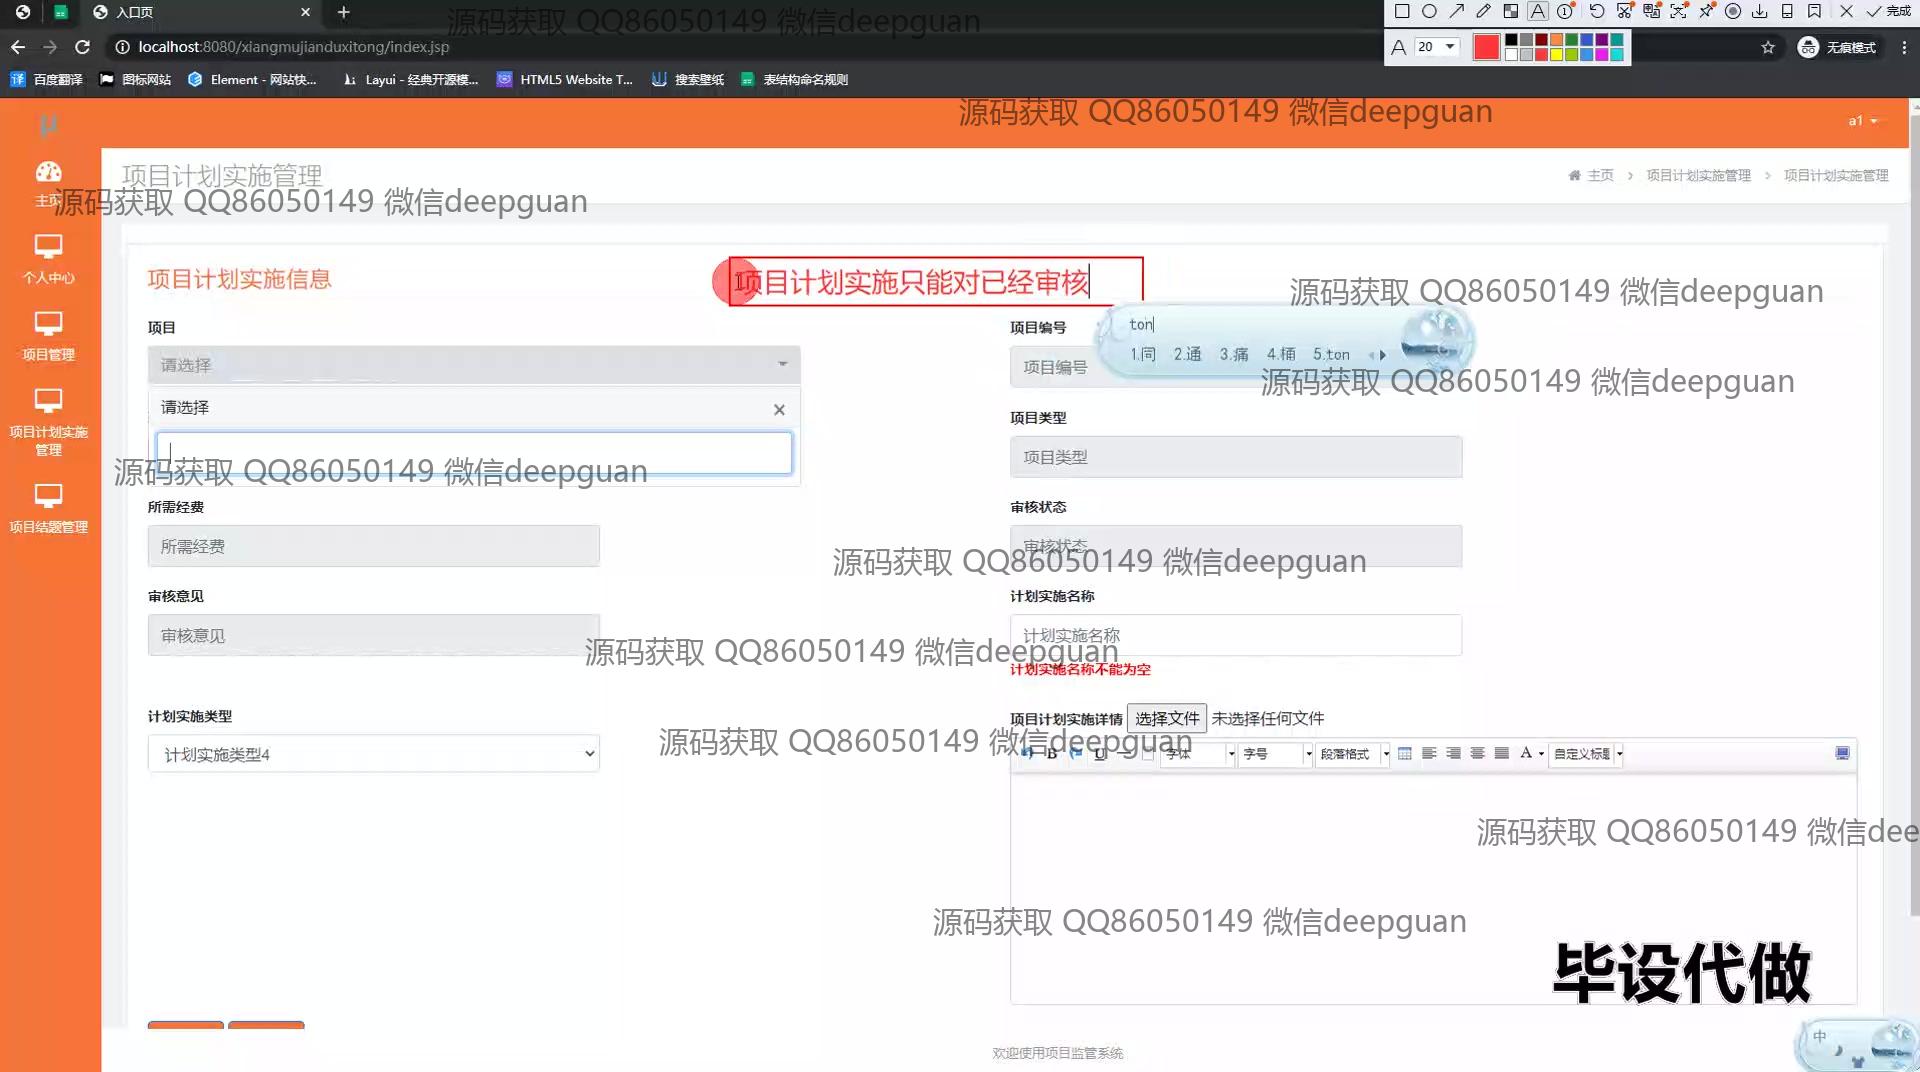 入口页
源码获取 QQ86050149 微信deepguan
完成
localhost:8080/xiangmujianduxitong/index.jsp
A 20
无痕模式
百度翻译 图标网站 Element - 网站快... Layui - 经典开源模... HTML5 Website T... 搜索壁纸 表结构命名规则
源码获取 QQ86050149 微信deepguan
a1
项目计划实施管理
主页 > 项目计划实施管理 > 项目计划实施管理
主页
源码获取 QQ86050149 微信deepguan
个人中心
项目管理
项目计划实施
管理
项目结题管理
项目计划实施信息
项目计划实施只能对已经审核
源码获取 QQ86050149 微信deepguan
项目
项目编号
ton
1.同 2.通 3.痛 4.桶 5.ton
请选择
项目编号
源码获取 QQ86050149 微信deepguan
请选择
项目类型
项目类型
源码获取 QQ86050149 微信deepguan
所需经费
审核状态
所需经费
审核状态
源码获取 QQ86050149 微信deepguan
审核意见
计划实施名称
审核意见
计划实施名称
源码获取 QQ86050149 微信deepguan
计划实施名称不能为空
计划实施类型
项目计划实施详情 选择文件 未选择任何文件
源码获取 QQ86050149 微信deepguan
计划实施类型4
B U 字体 字号 段落格式 A 自定义标题
源码获取 QQ86050149 微信dee
源码获取 QQ86050149 微信deepguan
毕设代做
中
欢迎使用项目监管系统